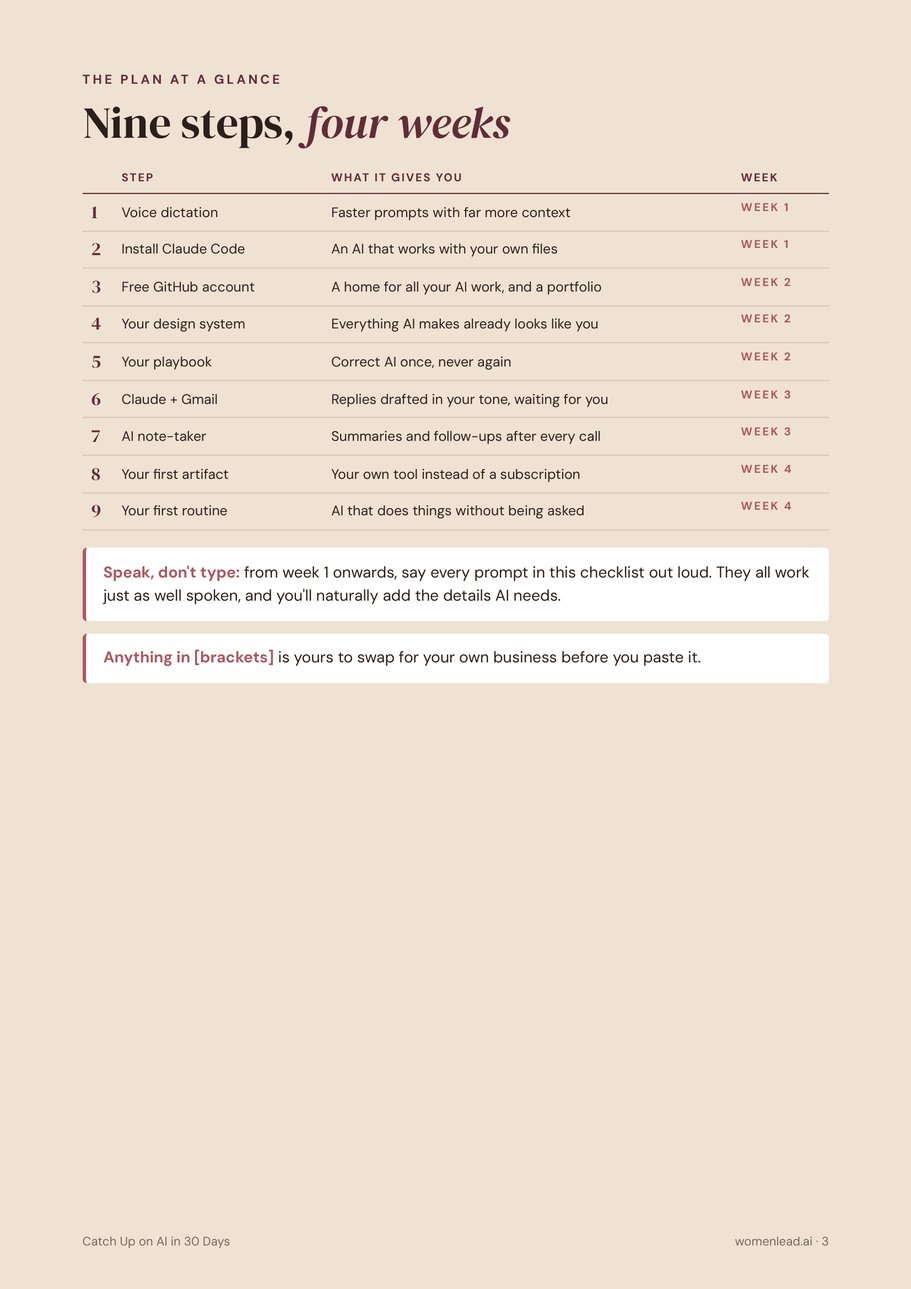 THE PLAN AT A GLANCE
Nine steps, four weeks
STEP WHAT IT GIVES YOU WEEK
1 Voice dictation Faster prompts with far more context WEEK 1
2 Install Claude Code An AI that works with your own files WEEK 1
3 Free GitHub account A home for all your AI work, and a portfolio WEEK 2
4 Your design system Everything AI makes already looks like you WEEK 2
5 Your playbook Correct AI once, never again WEEK 2
6 Claude + Gmail Replies drafted in your tone, waiting for you WEEK 3
7 AI note-taker Summaries and follow-ups after every call WEEK 3
8 Your first artifact Your own tool instead of a subscription WEEK 4
9 Your first routine AI that does things without being asked WEEK 4
Speak, don't type: from week 1 onwards, say every prompt in this checklist out loud. They all work
just as well spoken, and you'll naturally add the details AI needs.
Anything in [brackets] is yours to swap for your own business before you paste it.
Catch Up on AI in 30 Days womenlead.ai · 3